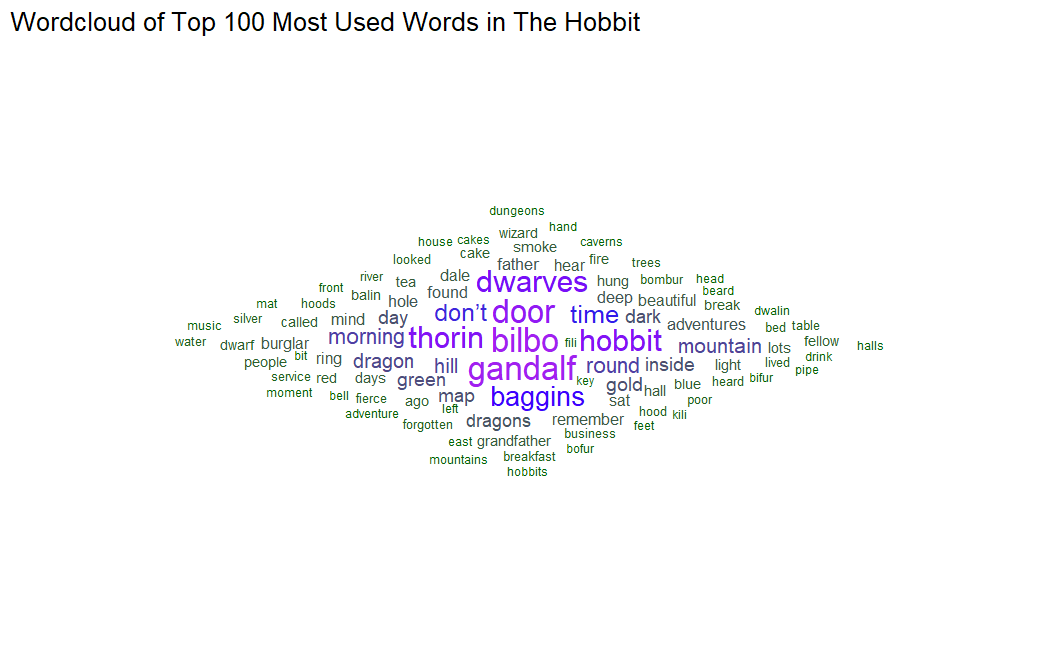 Wordcloud of Top 100 Most Used Words in The Hobbit
dungeons
wizard hand
house cakes smoke caverns
looked cake father hear fire trees
river tea dale dwarves hung bombur head
front balin hole found deep beautiful beard
mat hoods don’t door time dark break dwalin
music silver called mind day adventures bed table
water dwarf burglar morning thorin bilbo fili hobbit mountain lots fellow halls
people bit ring dragon hill gandalf round inside light lived drink pipe
service red days green key gold hall blue heard bifur
moment bell fierce ago map baggins sat poor
adventure left hood kili
forgotten dragons remember feet
east grandfather business
mountains breakfast bofur
hobbits